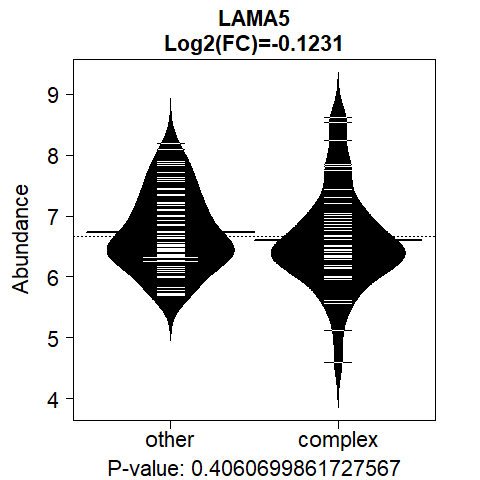 LAMA5
Log2(FC)=-0.1231
Abundance
9
8
7
6
5
4
other complex
P-value: 0.4060699861727567